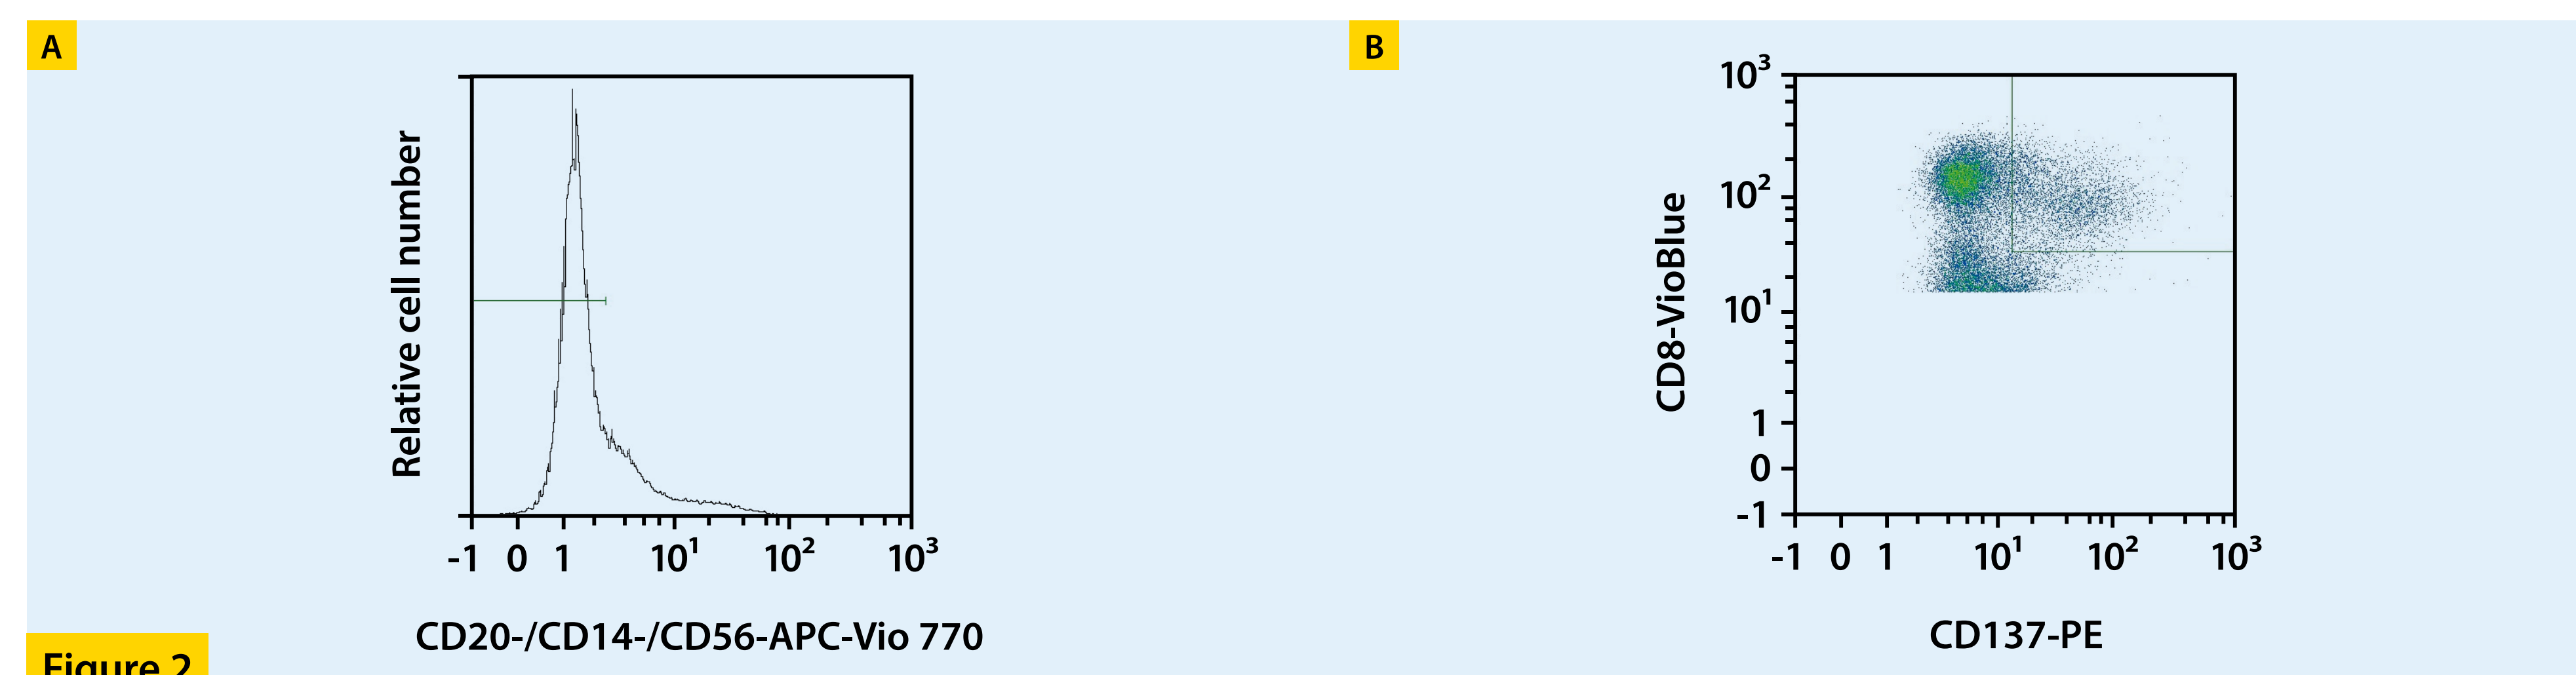 A
Relative cell number
-1 0 1 10¹ 10² 10³
CD20-/CD14-/CD56-APC-Vio 770
B
10³
10²
10¹
1
0
-1
CD8-VioBlue
-1 0 1 10¹ 10² 10³
CD137-PE
Figure 2